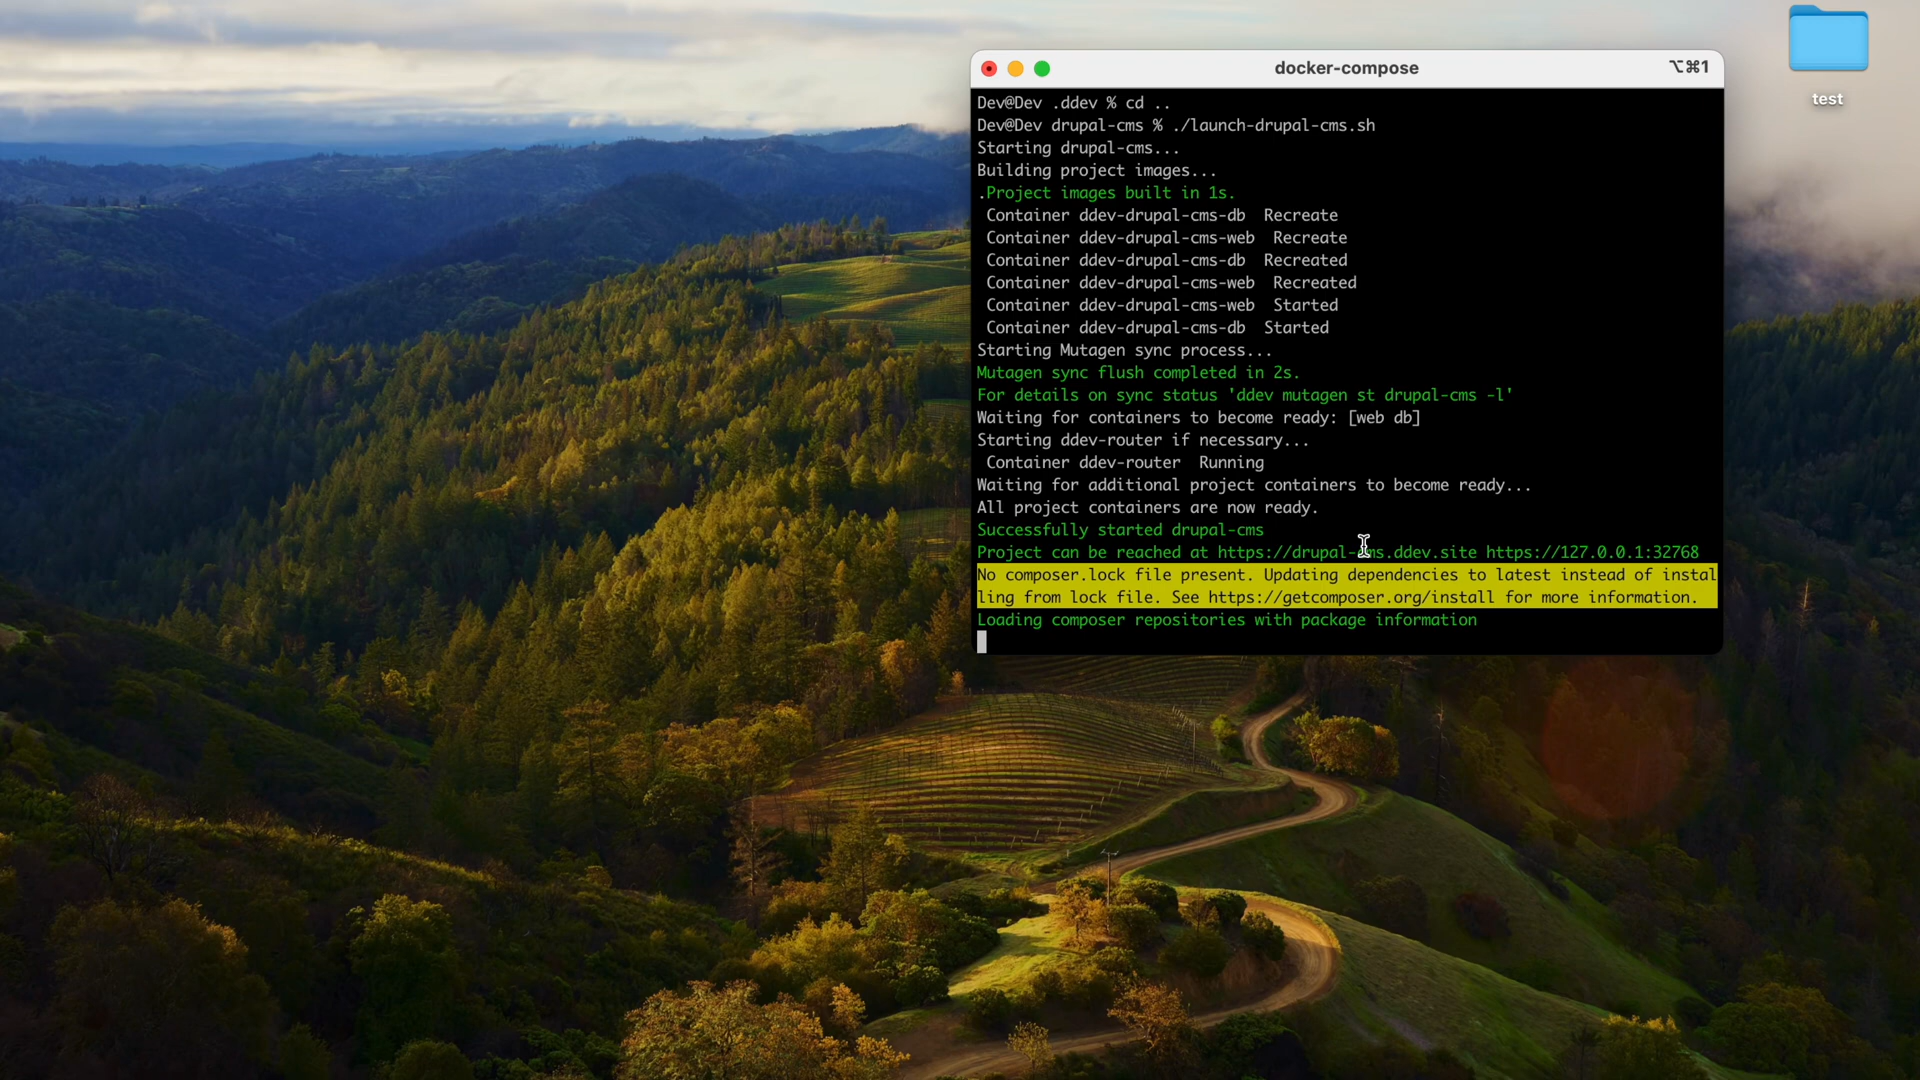 docker-compose
⌥⌘1
test
Dev@Dev .ddev % cd ..
Dev@Dev drupal-cms % ./launch-drupal-cms.sh
Starting drupal-cms...
Building project images...
.Project images built in 1s.
Container ddev-drupal-cms-db  Recreate
Container ddev-drupal-cms-web  Recreate
Container ddev-drupal-cms-db  Recreated
Container ddev-drupal-cms-web  Recreated
Container ddev-drupal-cms-web  Started
Container ddev-drupal-cms-db  Started
Starting Mutagen sync process...
Mutagen sync flush completed in 2s.
For details on sync status 'ddev mutagen st drupal-cms -l'
Waiting for containers to become ready: [web db]
Starting ddev-router if necessary...
Container ddev-router  Running
Waiting for additional project containers to become ready...
All project containers are now ready.
Successfully started drupal-cms
Project can be reached at https://drupal-cms.ddev.site https://127.0.0.1:32768
No composer.lock file present. Updating dependencies to latest instead of instal
ling from lock file. See https://getcomposer.org/install for more information.
Loading composer repositories with package information